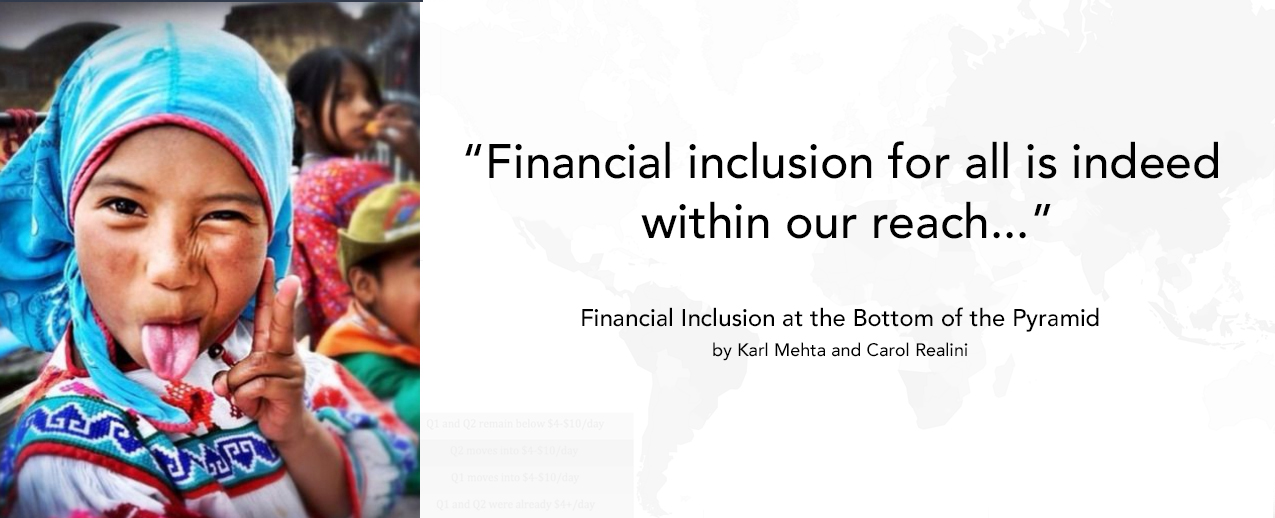 “Financial inclusion for all is indeed
within our reach...”
Financial Inclusion at the Bottom of the Pyramid
by Karl Mehta and Carol Realini
Q1 and Q2 remain below $4-$10/day
Q2 moves into $4-$10/day
Q1 moves into $4-$10/day
Q1 and Q2 were already $4+/day